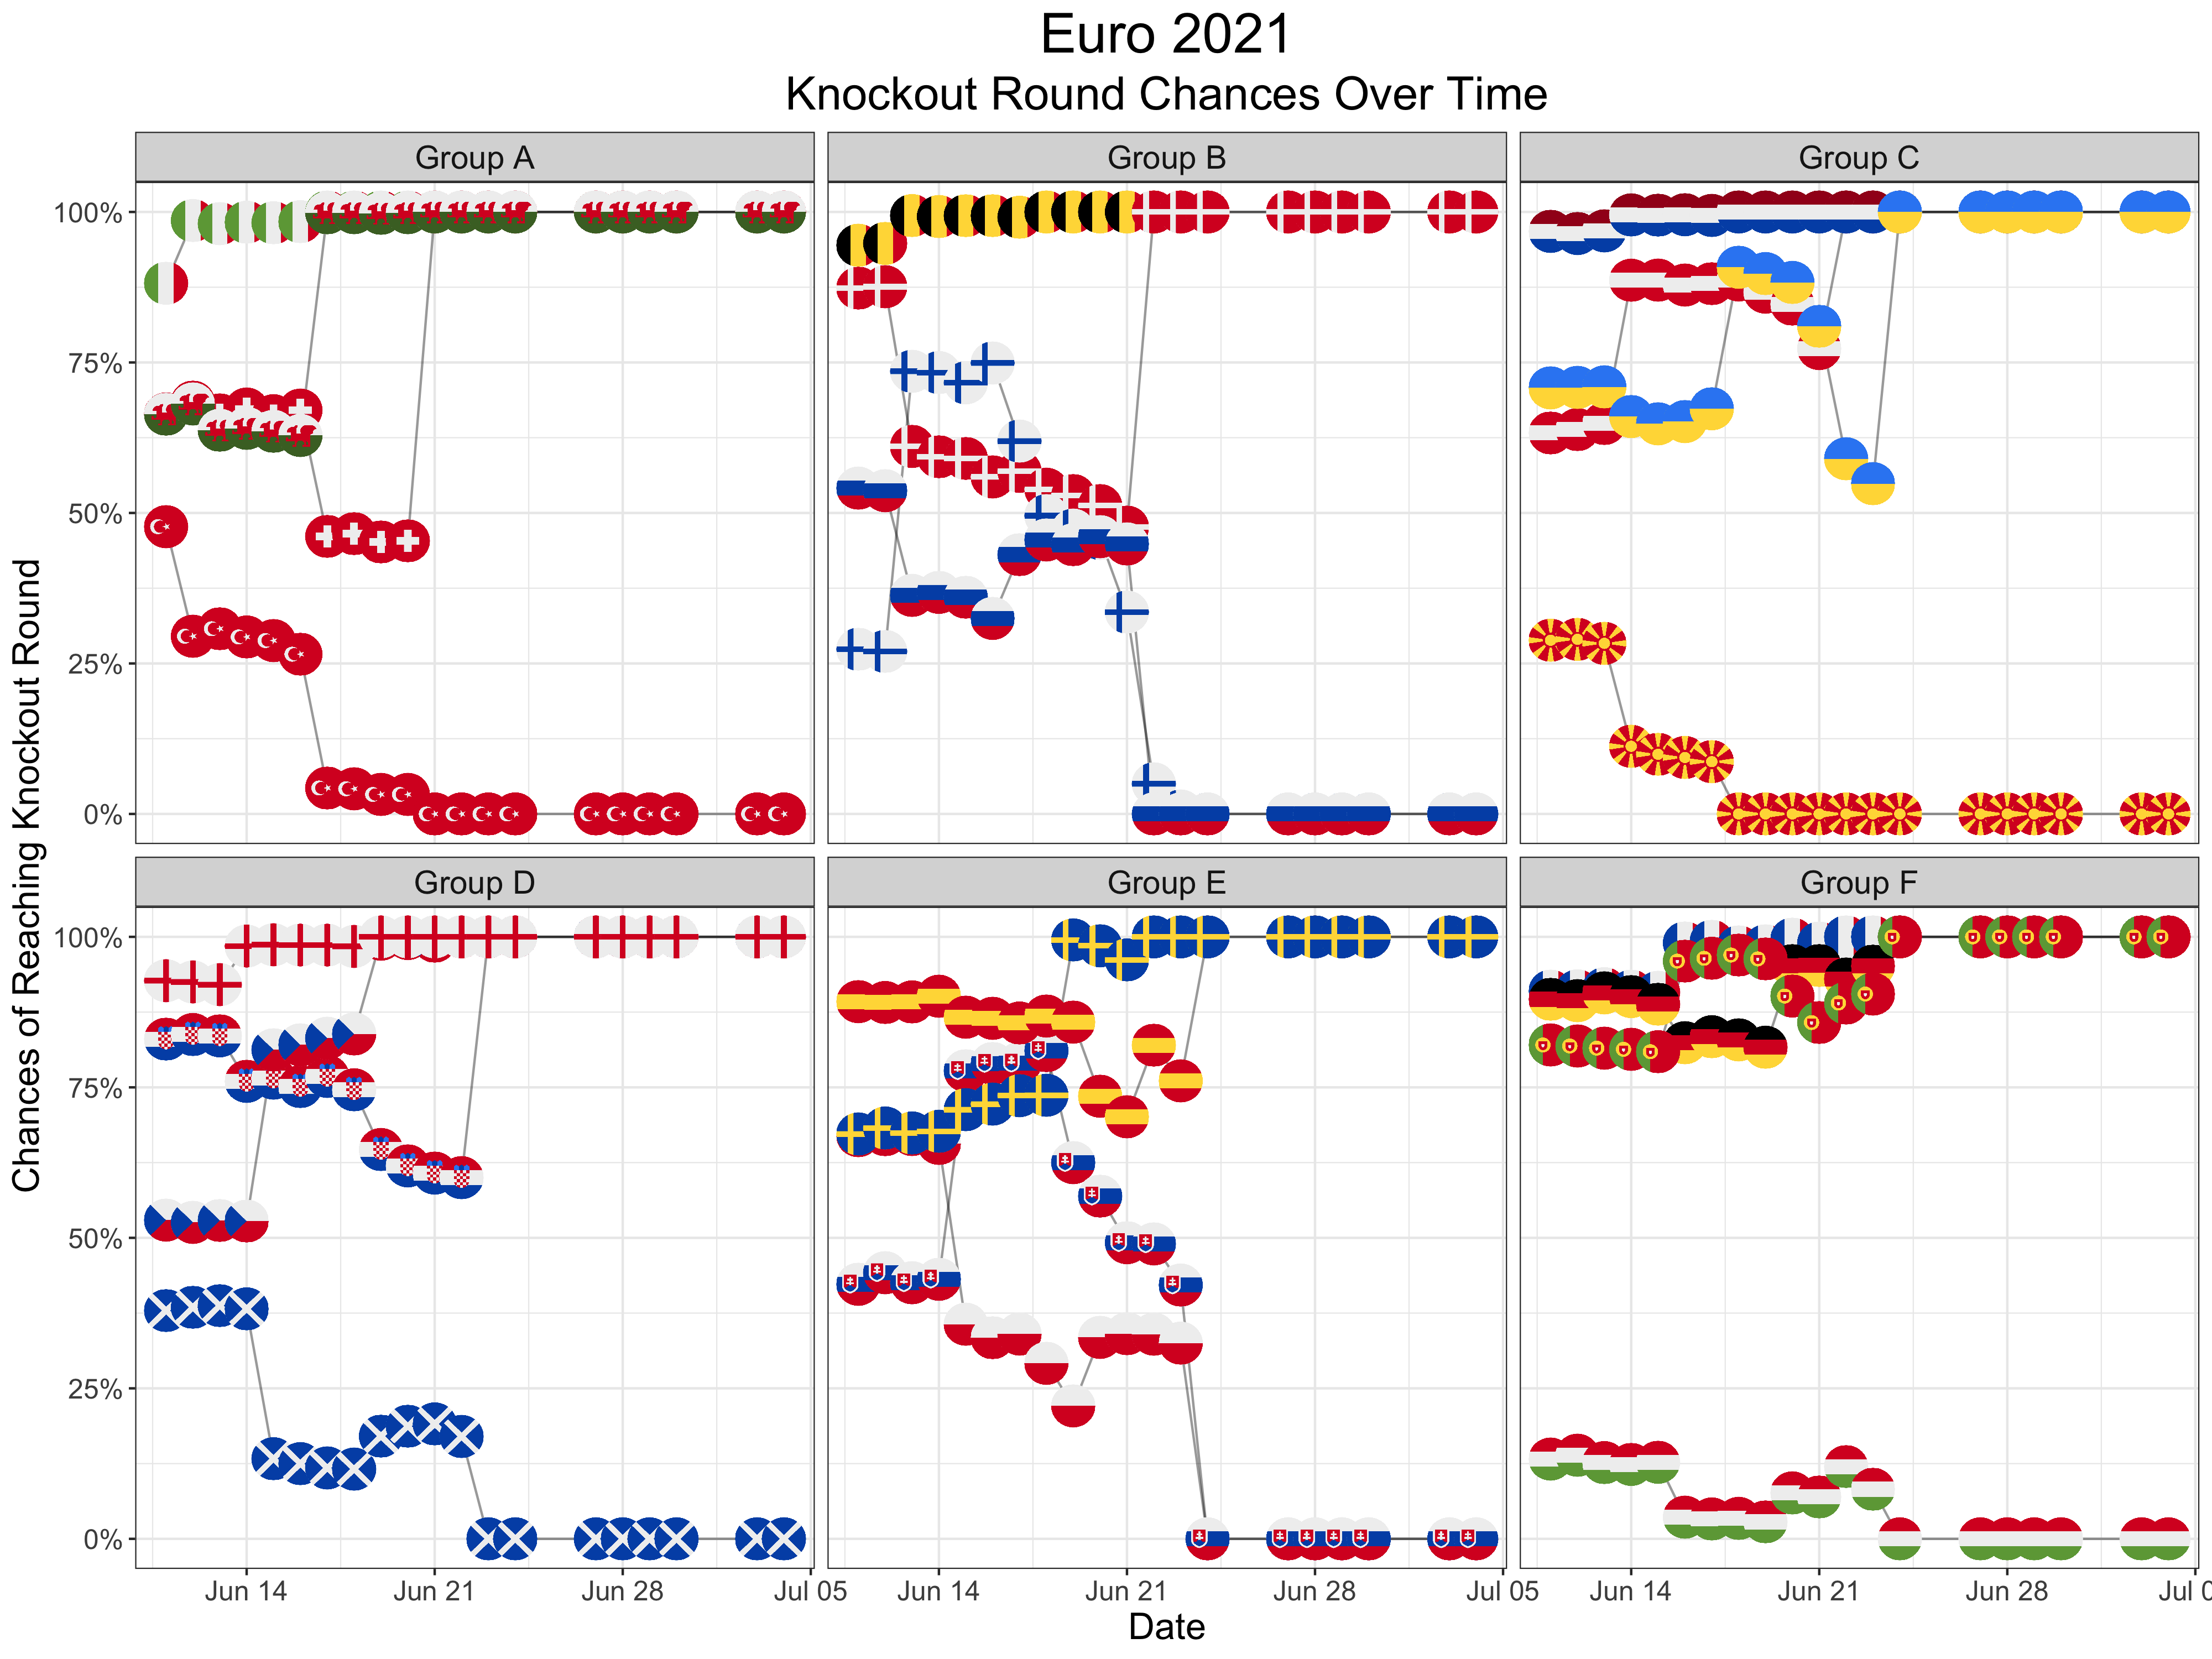 Euro 2021
Knockout Round Chances Over Time
Group A
Group B
Group C
100%
75%
50%
25%
0%
Group D
Group E
Group F
100%
75%
50%
25%
0%
Chances of Reaching Knockout Round
Jun 14
Jun 21
Jun 28
Jul 05
Jun 14
Jun 21
Jun 28
Jul 05
Jun 14
Jun 21
Jun 28
Jul 0
Date